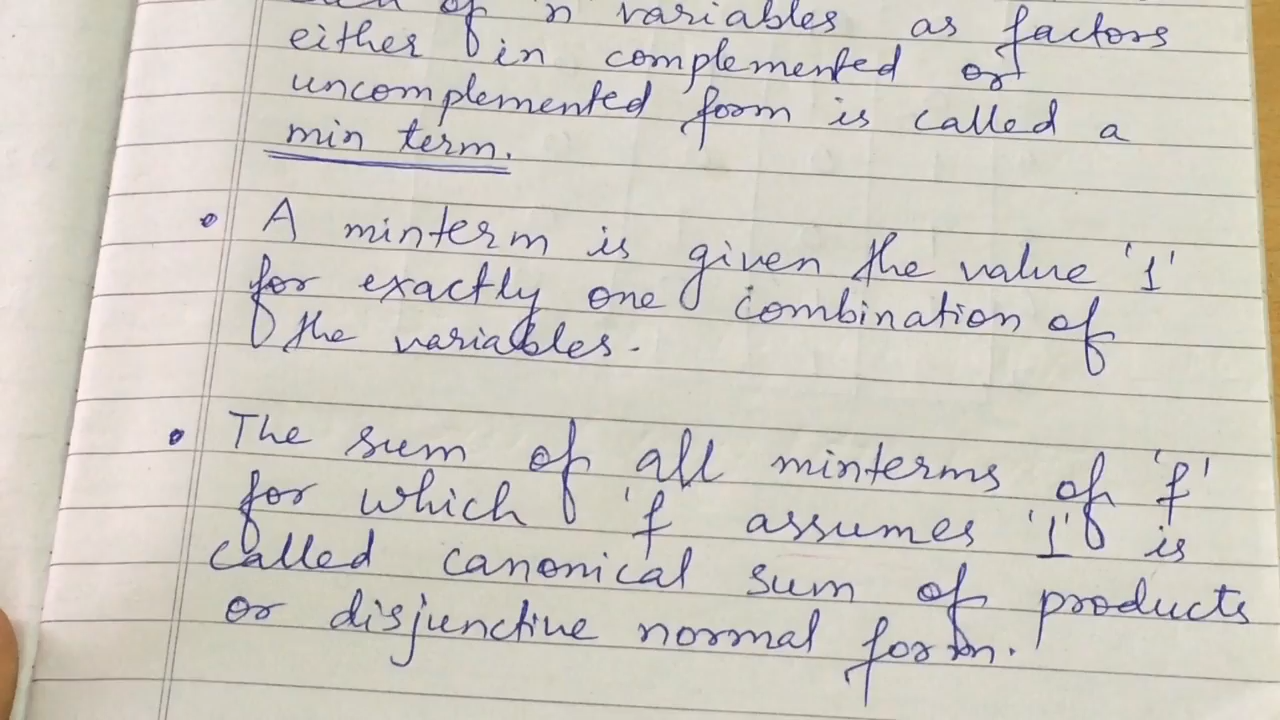 of n variables as factors
either in complemented or
uncomplemented form is called a
min term.
• A minterm is given the value '1'
for exactly one combination of
the variables.
• The sum of all minterms of 'f'
for which 'f assumes '1' is
called canonical sum of products
or disjunctive normal form.